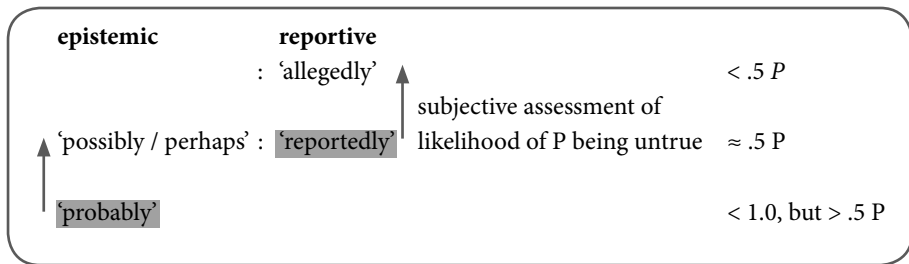 epistemic reportive
: ‘allegedly’ < .5 P
subjective assessment of
‘possibly / perhaps’ : ‘reportedly’ likelihood of P being untrue ≈ .5 P
‘probably’ < 1.0, but > .5 P